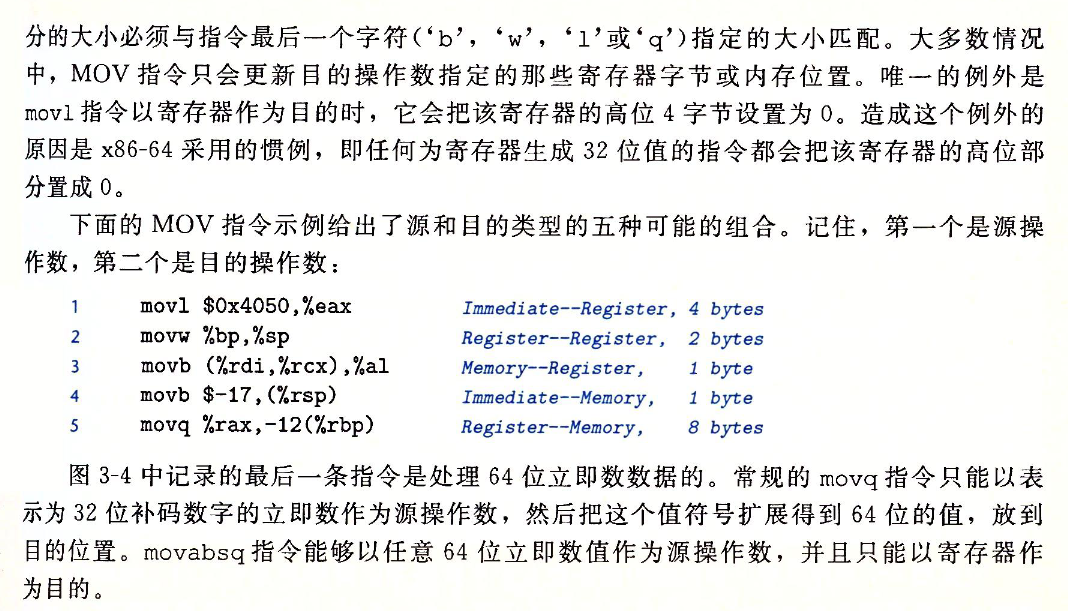 分的大小必须与指令最后一个字符(‘b’，‘w’，‘l’或‘q’)指定的大小匹配。大多数情况
中，MOV 指令只会更新目的操作数指定的那些寄存器字节或内存位置。唯一的例外是
movl 指令以寄存器作为目的时，它会把该寄存器的高位 4 字节设置为 0。造成这个例外的
原因是 x86-64 采用的惯例，即任何为寄存器生成 32 位值的指令都会把该寄存器的高位部
分置成 0。
下面的 MOV 指令示例给出了源和目的类型的五种可能的组合。记住，第一个是源操
作数，第二个是目的操作数：
1 movl $0x4050,%eax Immediate--Register, 4 bytes
2 movw %bp,%sp Register--Register, 2 bytes
3 movb (%rdi,%rcx),%al Memory--Register, 1 byte
4 movb $-17,(%rsp) Immediate--Memory, 1 byte
5 movq %rax,-12(%rbp) Register--Memory, 8 bytes
图 3-4 中记录的最后一条指令是处理 64 位立即数数据的。常规的 movq 指令只能以表
示为 32 位补码数字的立即数作为源操作数，然后把这个值符号扩展得到 64 位的值，放到
目的位置。movabsq 指令能够以任意 64 位立即数值作为源操作数，并且只能以寄存器作
为目的。